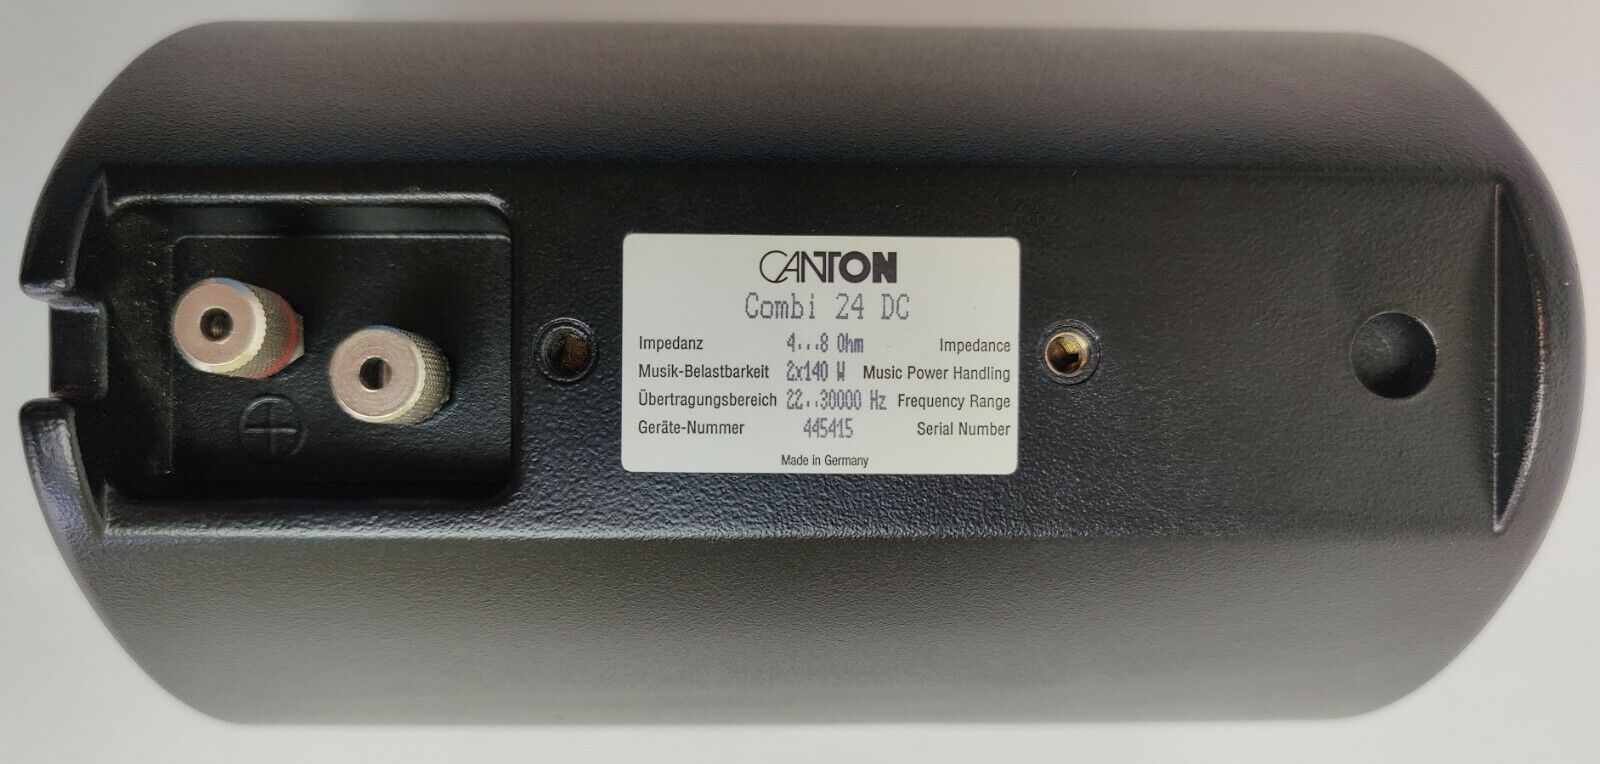 CANTON
Combi 24 DC
Impedanz 4...8 Ohm Impedance
Musik-Belastbarkeit 2x140 W Music Power Handling
Übertragungsbereich 22..30000 Hz Frequency Range
Geräte-Nummer 445415 Serial Number
Made in Germany